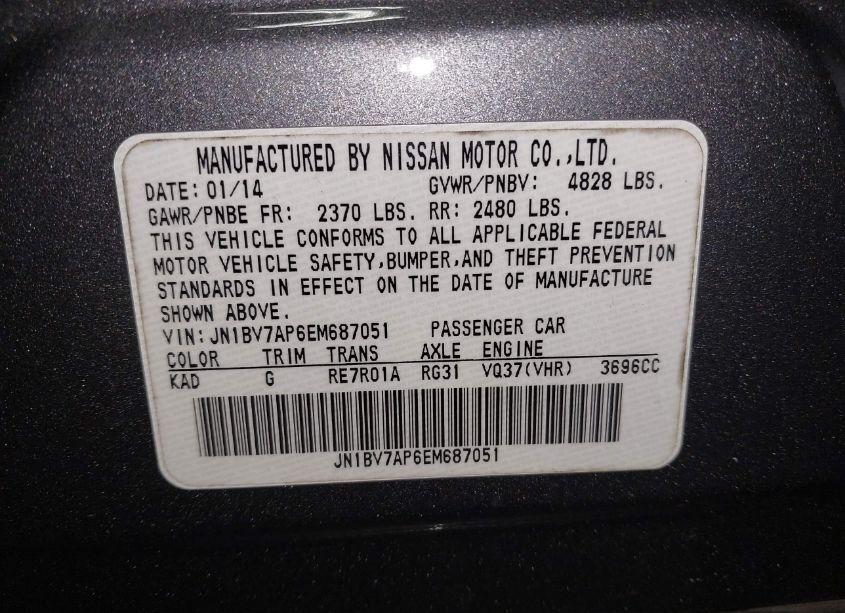 MANUFACTURED BY NISSAN MOTOR CO.,LTD.
DATE: 01/14 GVWR/PNBV: 4828 LBS.
GAWR/PNBE FR: 2370 LBS. RR: 2480 LBS.
THIS VEHICLE CONFORMS TO ALL APPLICABLE FEDERAL
MOTOR VEHICLE SAFETY,BUMPER,AND THEFT PREVENTION
STANDARDS IN EFFECT ON THE DATE OF MANUFACTURE
SHOWN ABOVE.
VIN:JN1BV7AP6EM687051 PASSENGER CAR
COLOR TRIM TRANS AXLE ENGINE
KAD G RE7R01A RG31 VQ37(VHR) 3696CC
JN1BV7AP6EM687051